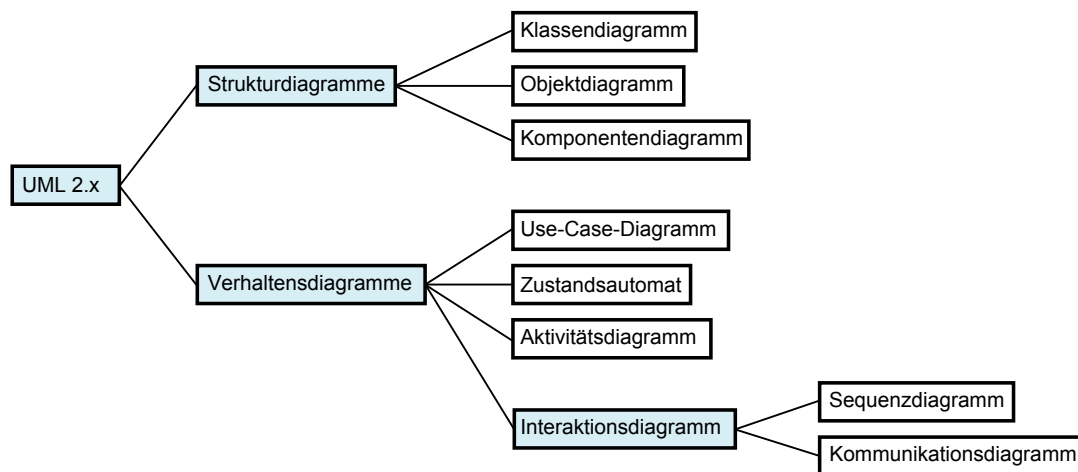 Klassendiagramm
Strukturdiagramme
Objektdiagramm
Komponentendiagramm
UML 2.x
Use-Case-Diagramm
Verhaltensdiagramme
Zustandsautomat
Aktivitätsdiagramm
Sequenzdiagramm
Interaktionsdiagramm
Kommunikationsdiagramm